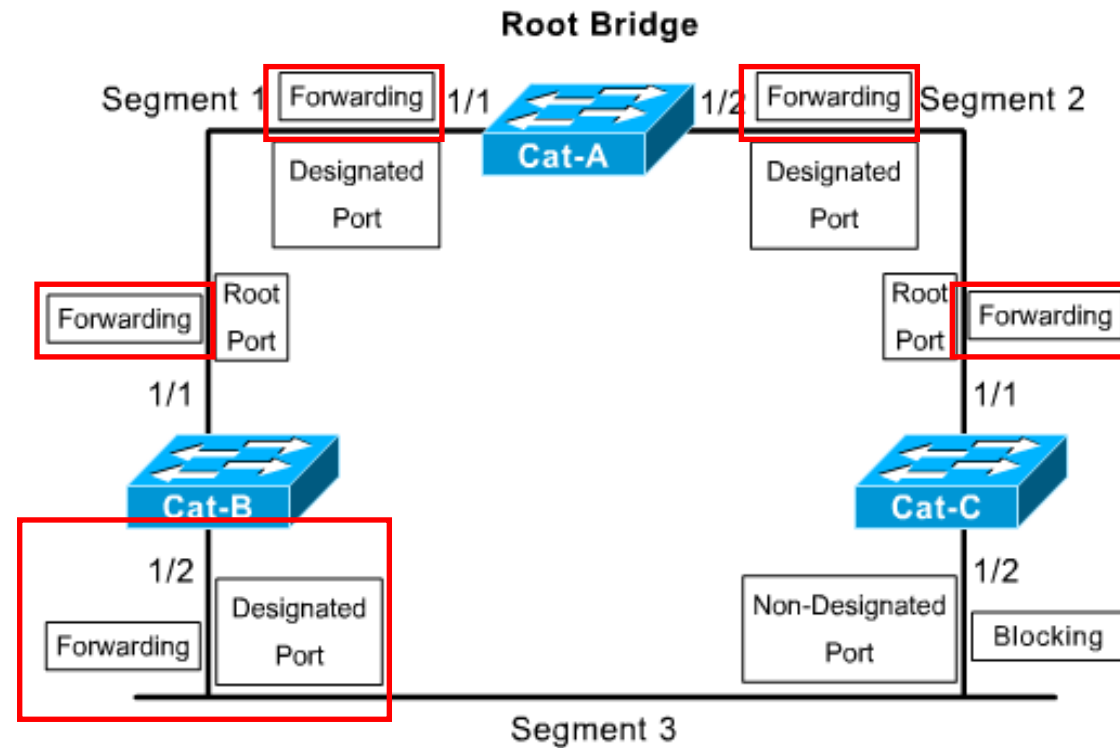 Root Bridge
Segment 1
Forwarding
1/1
1/2
Forwarding
Segment 2
Cat-A
Designated
Port
Designated
Port
Forwarding
Root
Port
Root
Port
Forwarding
1/1
1/1
Cat-B
Cat-C
1/2
1/2
Forwarding
Designated
Port
Non-Designated
Port
Blocking
Segment 3